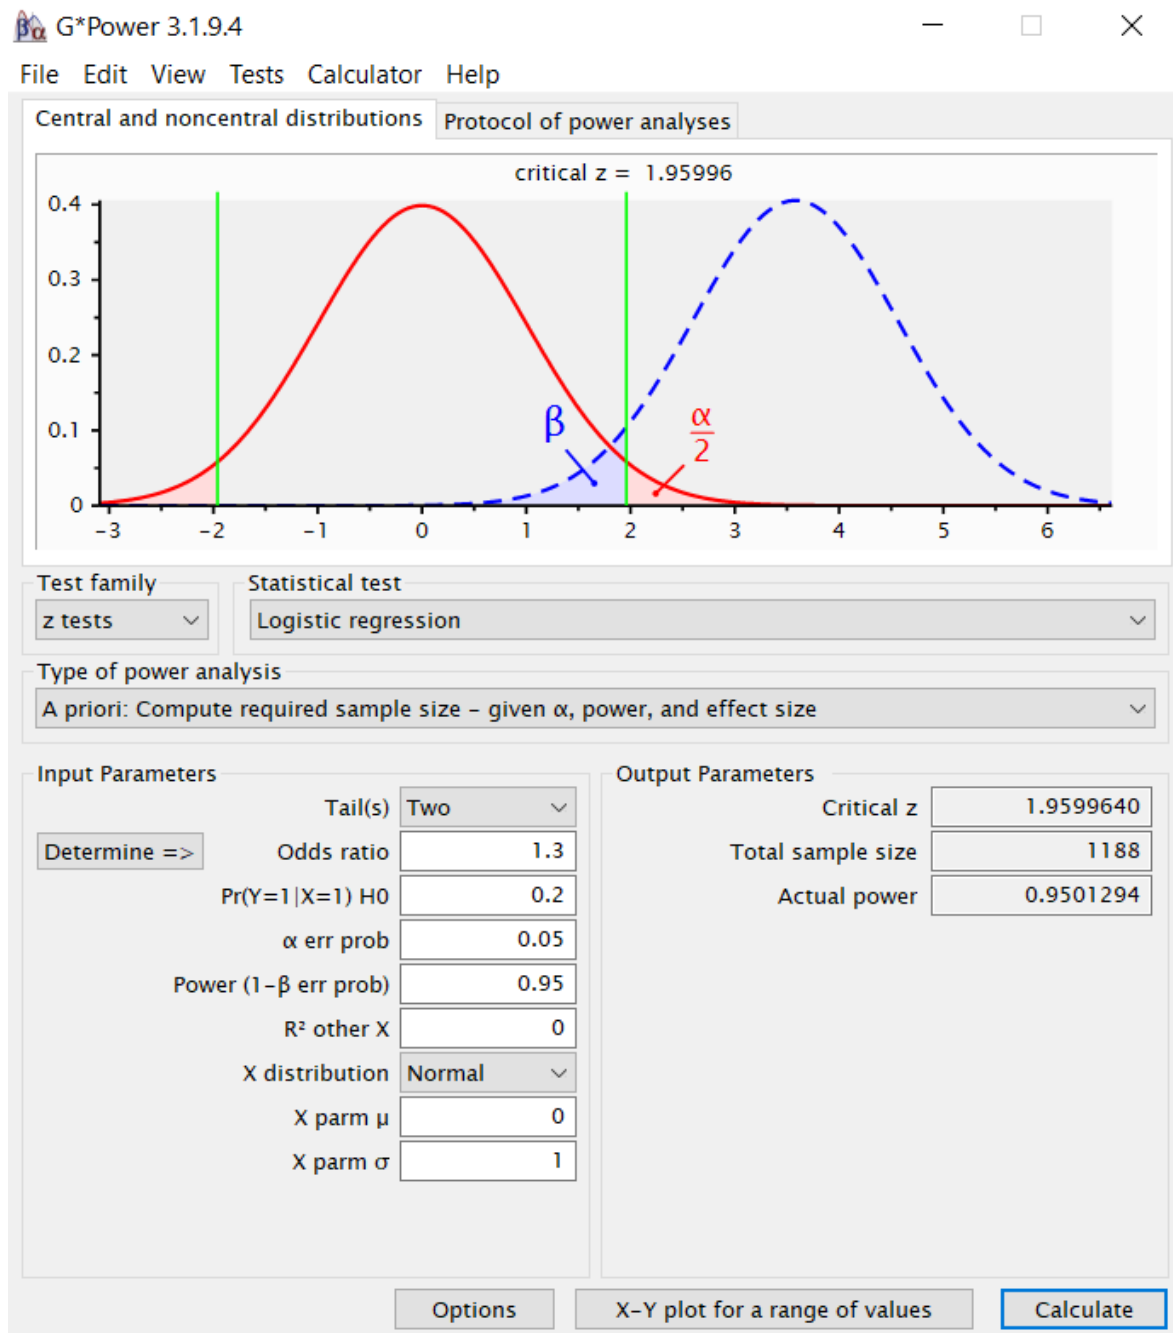 G*Power 3.1.9.4
File Edit View Tests Calculator Help
Central and noncentral distributions Protocol of power analyses
critical z = 1.95996
0.4
0.3
0.2
0.1
0
β
α
2
-3 -2 -1 0 1 2 3 4 5 6
Test family Statistical test
z tests Logistic regression
Type of power analysis
A priori: Compute required sample size – given α, power, and effect size
Input Parameters Output Parameters
Tail(s) Two Critical z 1.9599640
Determine => Odds ratio 1.3 Total sample size 1188
Pr(Y=1|X=1) H0 0.2 Actual power 0.9501294
α err prob 0.05
Power (1–β err prob) 0.95
R² other X 0
X distribution Normal
X parm μ 0
X parm σ 1
Options X–Y plot for a range of values Calculate